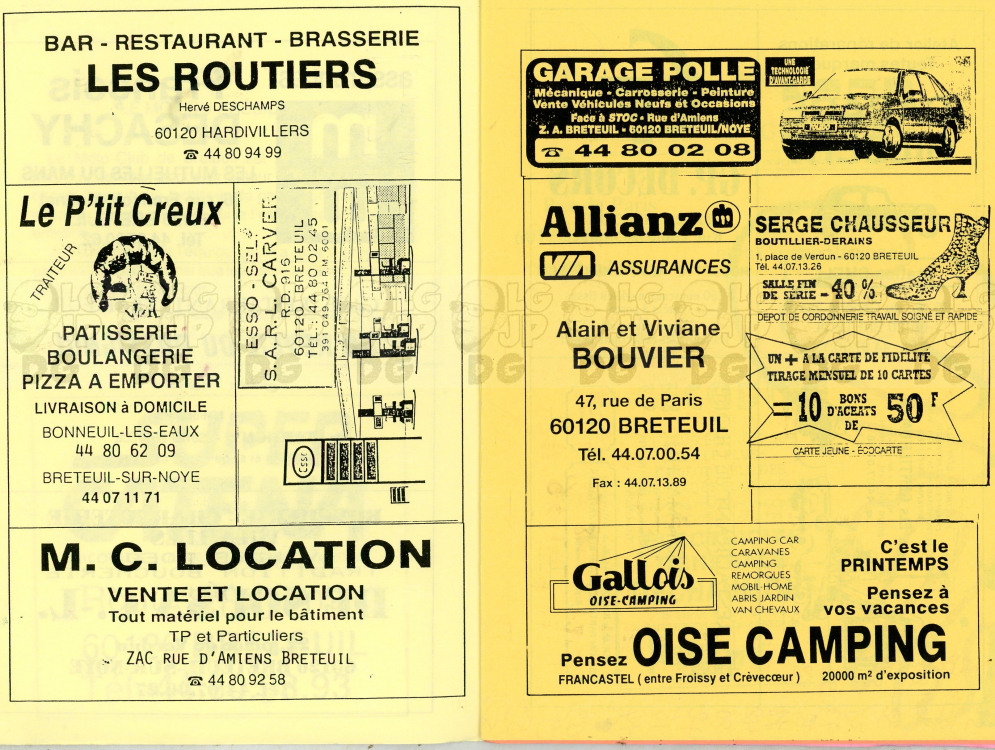 BAR - RESTAURANT - BRASSERIE
LES ROUTIERS
Hervé DESCHAMPS
60120 HARDIVILLERS
☎ 44 80 94 99
Le P'tit Creux
TRAITEUR
PATISSERIE
BOULANGERIE
PIZZA A EMPORTER
LIVRAISON à DOMICILE
BONNEUIL-LES-EAUX
44 80 62 09
BRETEUIL-SUR-NOYE
44 07 11 71
ESSO - SELF
S.A.R.L. CARVER
R.D. 916
60120 BRETEUIL
TÉL. : 44 80 02 45
Esso
M. C. LOCATION
VENTE ET LOCATION
Tout matériel pour le bâtiment
TP et Particuliers
ZAC RUE D'AMIENS BRETEUIL
☎ 44 80 92 58
GARAGE POLLE
Mécanique - Carrosserie - Peinture
Vente Véhicules Neufs et Occasions
Face à STOC - Rue d'Amiens
Z. A. BRETEUIL - 60120 BRETEUIL/NOYE
☎ 44 80 02 08
UNE
TECHNOLOGIE
D'AVANT-GARDE
Allianz
VIA ASSURANCES
Alain et Viviane
BOUVIER
47, rue de Paris
60120 BRETEUIL
Tél. 44.07.00.54
Fax : 44.07.13.89
SERGE CHAUSSEUR
BOUTILLIER-DERAINS
1, place de Verdun - 60120 BRETEUIL
Tél. 44.07.13.26
SALLE FIN
DE SERIE - 40 %
DEPOT DE CORDONNERIE TRAVAIL SOIGNÉ ET RAPIDE
UN + A LA CARTE DE FIDELITÉ
TIRAGE MENSUEL DE 10 CARTES
= 10 BONS D'ACHATS DE 50 F
CARTE JEUNE - ÉCOCARTE
Gallois
OISE-CAMPING
CAMPING CAR
CARAVANES
CAMPING
REMORQUES
MOBIL-HOME
ABRIS JARDIN
VAN CHEVAUX
C'est le
PRINTEMPS
Pensez à
vos vacances
Pensez OISE CAMPING
FRANCASTEL ( entre Froissy et Crèvecœur )
20000 m² d'exposition